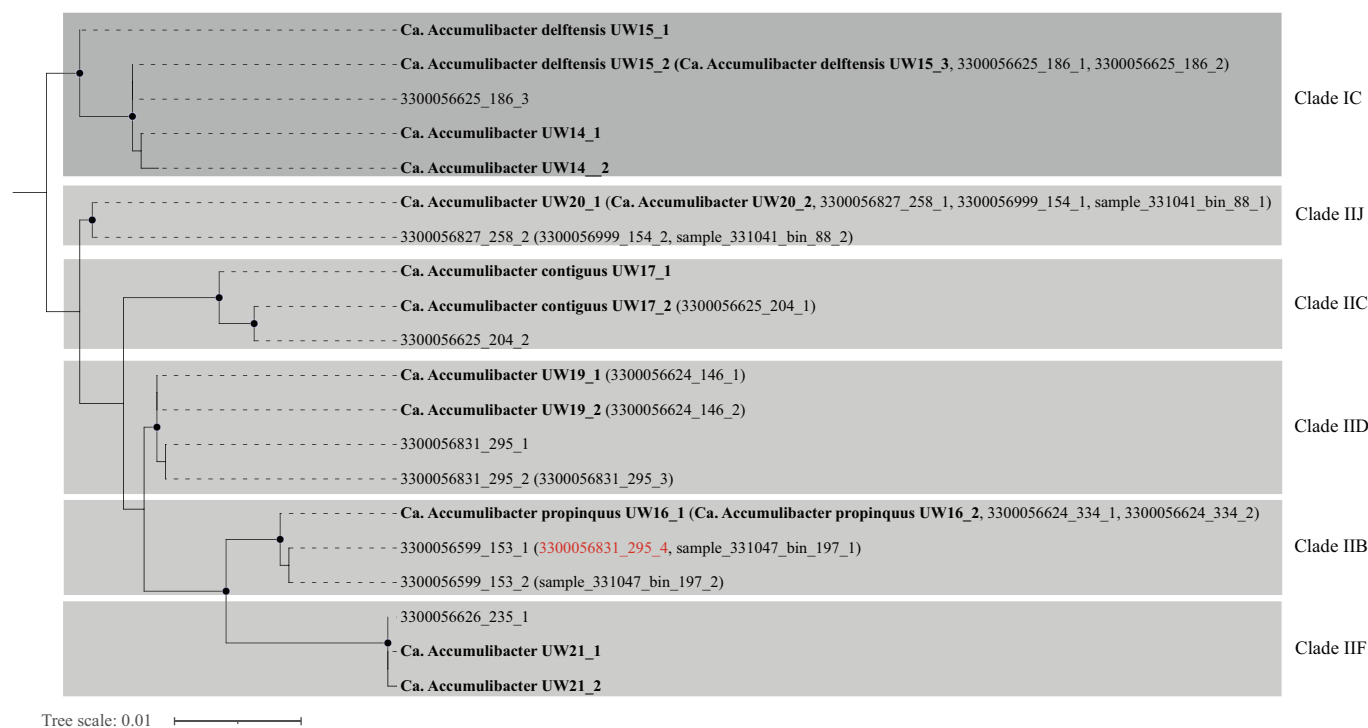 Ca. Accumulibacter delftensis UW15_1
Ca. Accumulibacter delftensis UW15_2 (Ca. Accumulibacter delftensis UW15_3, 3300056625_186_1, 3300056625_186_2)
3300056625_186_3
Clade IC
Ca. Accumulibacter UW14_1
Ca. Accumulibacter UW14__2
Ca. Accumulibacter UW20_1 (Ca. Accumulibacter UW20_2, 3300056827_258_1, 3300056999_154_1, sample_331041_bin_88_1)
Clade IIJ
3300056827_258_2 (3300056999_154_2, sample_331041_bin_88_2)
Ca. Accumulibacter contiguus UW17_1
Ca. Accumulibacter contiguus UW17_2 (3300056625_204_1)
Clade IIC
3300056625_204_2
Ca. Accumulibacter UW19_1 (3300056624_146_1)
Ca. Accumulibacter UW19_2 (3300056624_146_2)
Clade IID
3300056831_295_1
3300056831_295_2 (3300056831_295_3)
Ca. Accumulibacter propinquus UW16_1 (Ca. Accumulibacter propinquus UW16_2, 3300056624_334_1, 3300056624_334_2)
3300056599_153_1 (3300056831_295_4, sample_331047_bin_197_1)
Clade IIB
3300056599_153_2 (sample_331047_bin_197_2)
3300056626_235_1
Ca. Accumulibacter UW21_1
Clade IIF
Ca. Accumulibacter UW21_2
Tree scale: 0.01